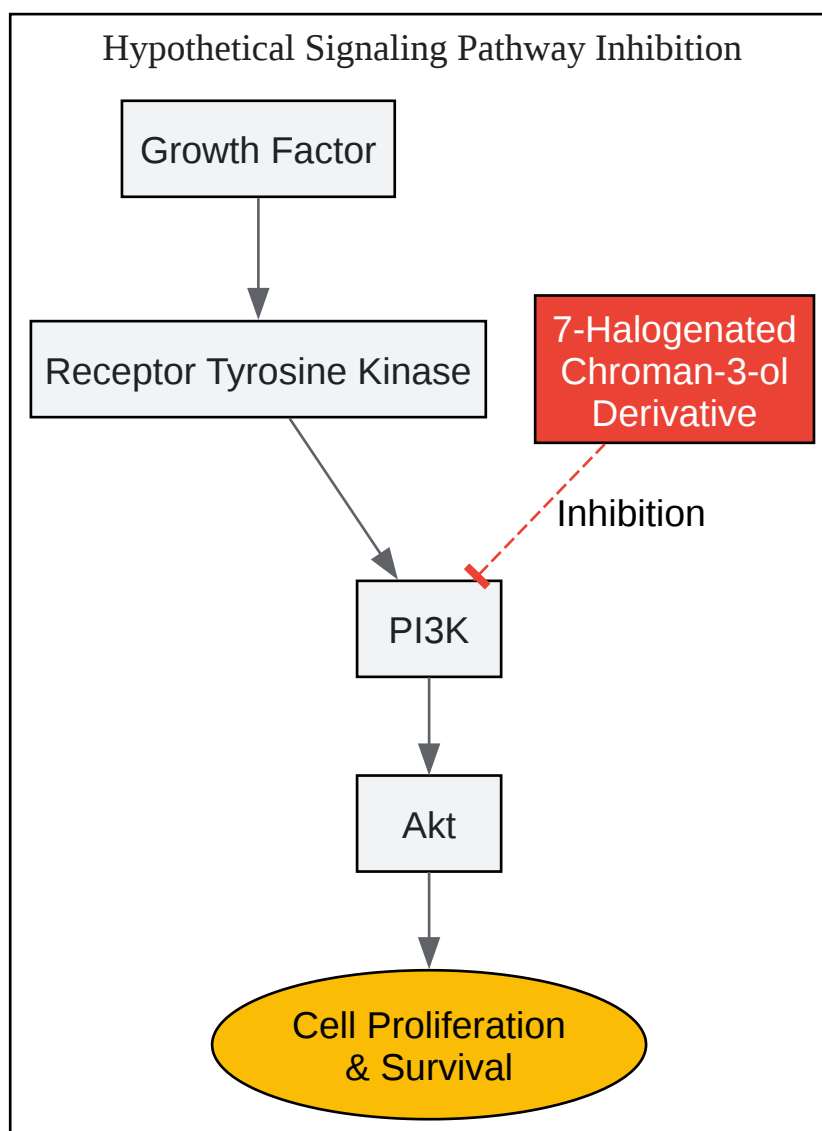 Hypothetical Signaling Pathway Inhibition
Growth Factor
Receptor Tyrosine Kinase
7-Halogenated
Chroman-3-ol
Derivative
Inhibition
PI3K
Akt
Cell Proliferation
& Survival